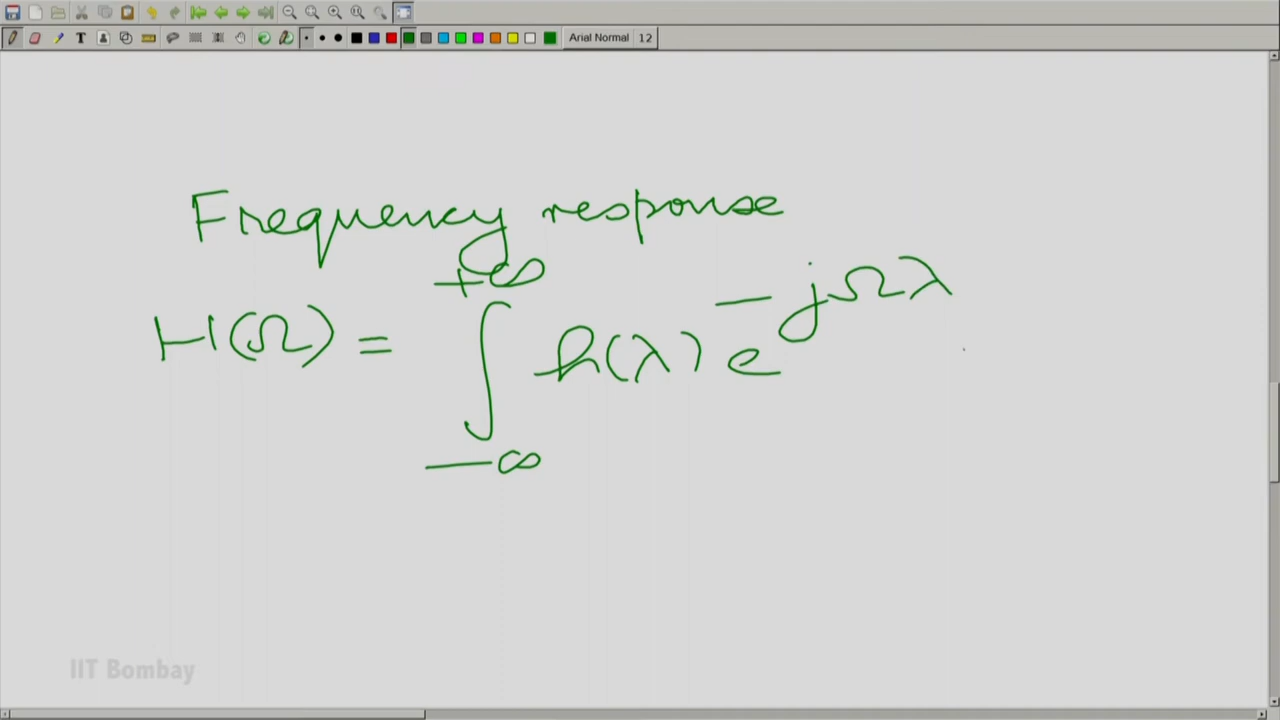 Arial Normal 12
Frequency response
H(Ω) = ∫_{-∞}^{+∞} h(λ) e^{-jΩλ}
IIT Bombay